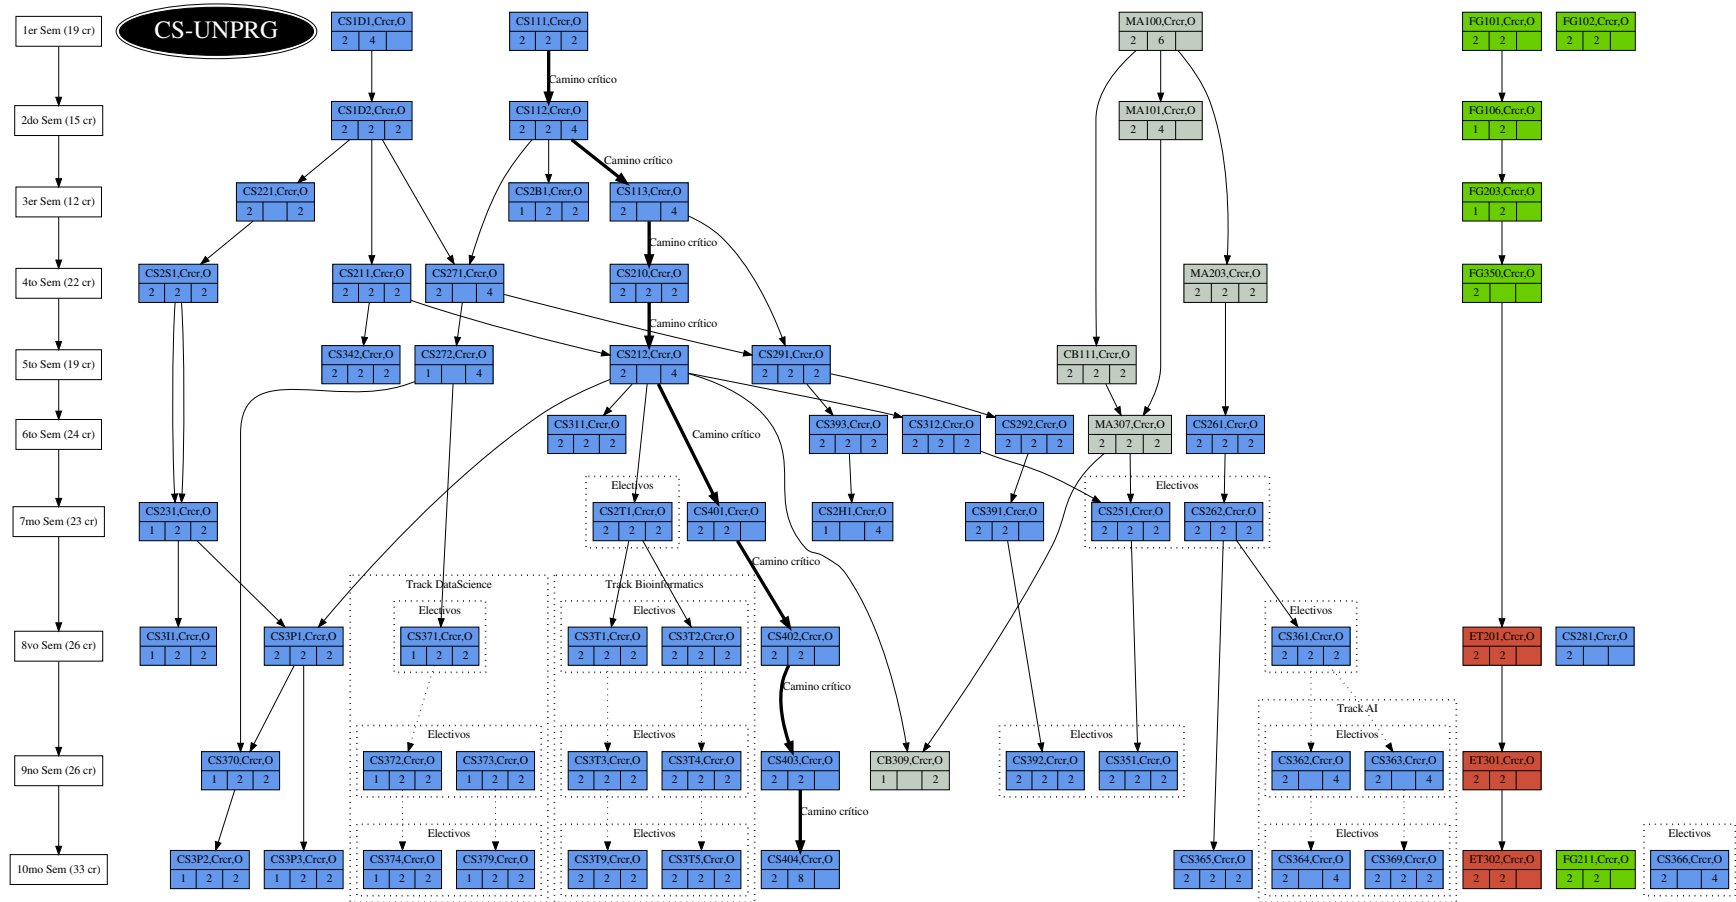 1er Sem (19 cr)
CS-UNPRG
CS1D1,Crcr,O
2 4
CS111,Crcr,O
2 2 2
MA100,Crcr,O
2 6
FG101,Crcr,O
2 2
FG102,Crcr,O
2 2
Camino crítico
2do Sem (15 cr)
CS1D2,Crcr,O
2 2 2
CS112,Crcr,O
2 2 4
MA101,Crcr,O
2 4
FG106,Crcr,O
1 2
Camino crítico
3er Sem (12 cr)
CS221,Crcr,O
2 2
CS2B1,Crcr,O
1 2 2
CS113,Crcr,O
2 4
FG203,Crcr,O
1 2
Camino crítico
4to Sem (22 cr)
CS2S1,Crcr,O
2 2 2
CS211,Crcr,O
2 2 2
CS271,Crcr,O
2 4
CS210,Crcr,O
2 2 2
MA203,Crcr,O
2 2 2
FG350,Crcr,O
2
Camino crítico
5to Sem (19 cr)
CS342,Crcr,O
2 2 2
CS272,Crcr,O
1 4
CS212,Crcr,O
2 4
CS291,Crcr,O
2 2 2
CB111,Crcr,O
2 2 2
6to Sem (24 cr)
CS311,Crcr,O
2 2 2
Camino crítico
CS393,Crcr,O
2 2 2
CS312,Crcr,O
2 2 2
CS292,Crcr,O
2 2 2
MA307,Crcr,O
2 2 2
CS261,Crcr,O
2 2 2
Electivos
Electivos
7mo Sem (23 cr)
CS231,Crcr,O
1 2 2
CS2T1,Crcr,O
2 2 2
CS401,Crcr,O
2 2
CS2H1,Crcr,O
1 4
CS391,Crcr,O
2 2
CS251,Crcr,O
2 2 2
CS262,Crcr,O
2 2 2
Camino crítico
Track DataScience
Track Bioinformatics
Electivos
Electivos
Electivos
8vo Sem (26 cr)
CS3I1,Crcr,O
1 2 2
CS3P1,Crcr,O
2 2 2
CS371,Crcr,O
1 2 2
CS3T1,Crcr,O
2 2 2
CS3T2,Crcr,O
2 2 2
CS402,Crcr,O
2 2
CS361,Crcr,O
2 2 2
ET201,Crcr,O
2 2
CS281,Crcr,O
2
Camino crítico
Track AI
Electivos
Electivos
Electivos
Electivos
9no Sem (26 cr)
CS370,Crcr,O
1 2 2
CS372,Crcr,O
1 2 2
CS373,Crcr,O
1 2 2
CS3T3,Crcr,O
2 2 2
CS3T4,Crcr,O
2 2 2
CS403,Crcr,O
2 2
CB309,Crcr,O
1 2
CS392,Crcr,O
2 2 2
CS351,Crcr,O
2 2 2
CS362,Crcr,O
2 4
CS363,Crcr,O
2 4
ET301,Crcr,O
2 2
Camino crítico
Electivos
Electivos
Electivos
Electivos
10mo Sem (33 cr)
CS3P2,Crcr,O
1 2 2
CS3P3,Crcr,O
1 2 2
CS374,Crcr,O
1 2 2
CS379,Crcr,O
1 2 2
CS3T9,Crcr,O
2 2 2
CS3T5,Crcr,O
2 2 2
CS404,Crcr,O
2 8
CS365,Crcr,O
2 2 2
CS364,Crcr,O
2 4
CS369,Crcr,O
2 2 2
ET302,Crcr,O
2 2
FG211,Crcr,O
2 2
CS366,Crcr,O
2 4